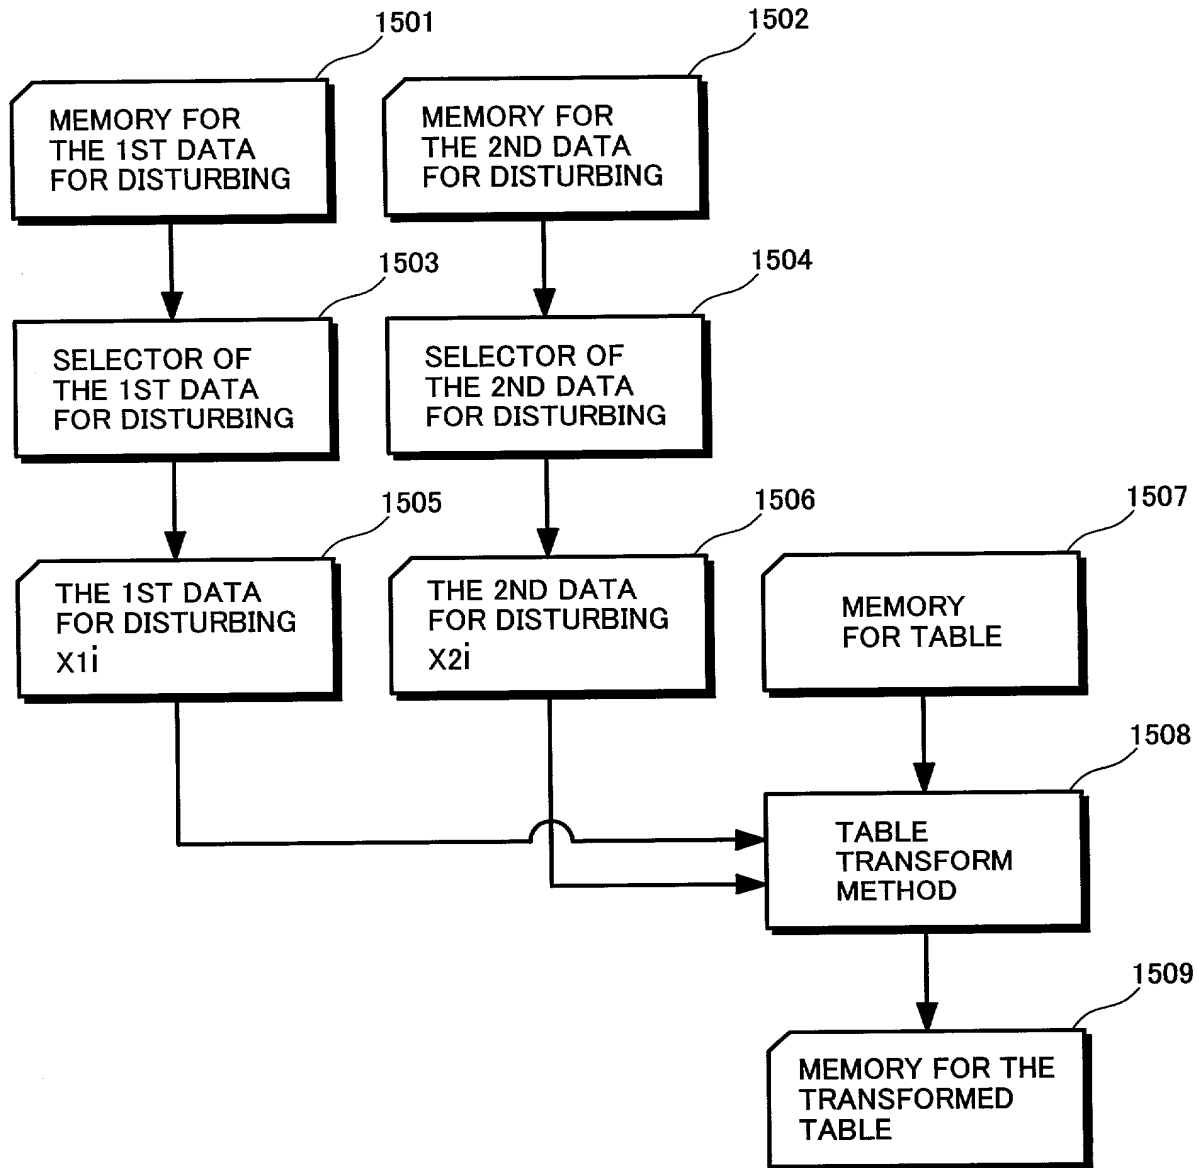 1501
1502
MEMORY FOR
THE 1ST DATA
FOR DISTURBING
MEMORY FOR
THE 2ND DATA
FOR DISTURBING
1503
1504
SELECTOR OF
THE 1ST DATA
FOR DISTURBING
SELECTOR OF
THE 2ND DATA
FOR DISTURBING
1505
1506
1507
THE 1ST DATA
FOR DISTURBING
X1i
THE 2ND DATA
FOR DISTURBING
X2i
MEMORY
FOR TABLE
1508
TABLE
TRANSFORM
METHOD
1509
MEMORY FOR THE
TRANSFORMED
TABLE